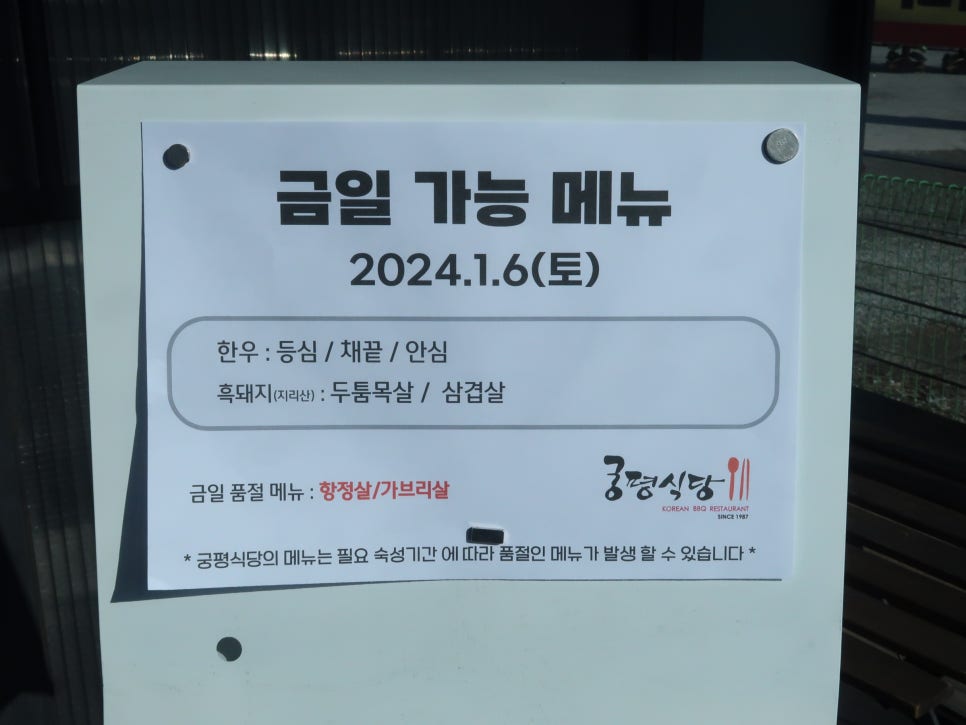 금일 가능 메뉴
2024.1.6(토)
한우 : 등심 / 채끝 / 안심
흑돼지(지리산) : 두툼목살 / 삼겹살
금일 품절 메뉴 : 항정살/가브리살
궁평식당
KOREAN BBQ RESTAURANT
SINCE 1987
* 궁평식당의 메뉴는 필요 숙성기간 에 따라 품절인 메뉴가 발생 할 수 있습니다 *